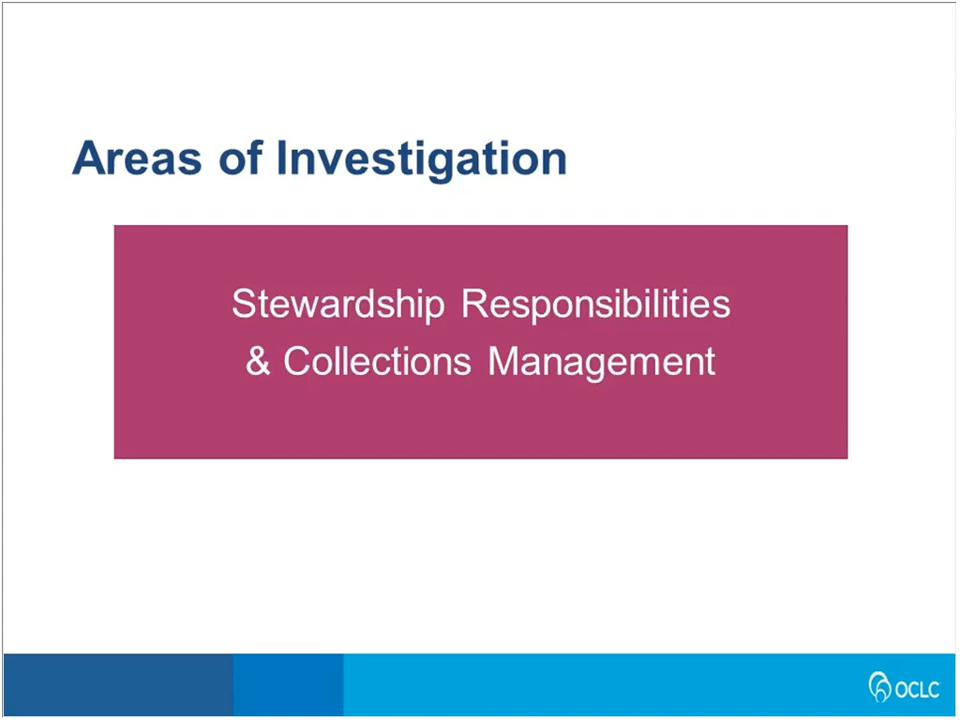 Areas of Investigation
Stewardship Responsibilities
& Collections Management
OCLC